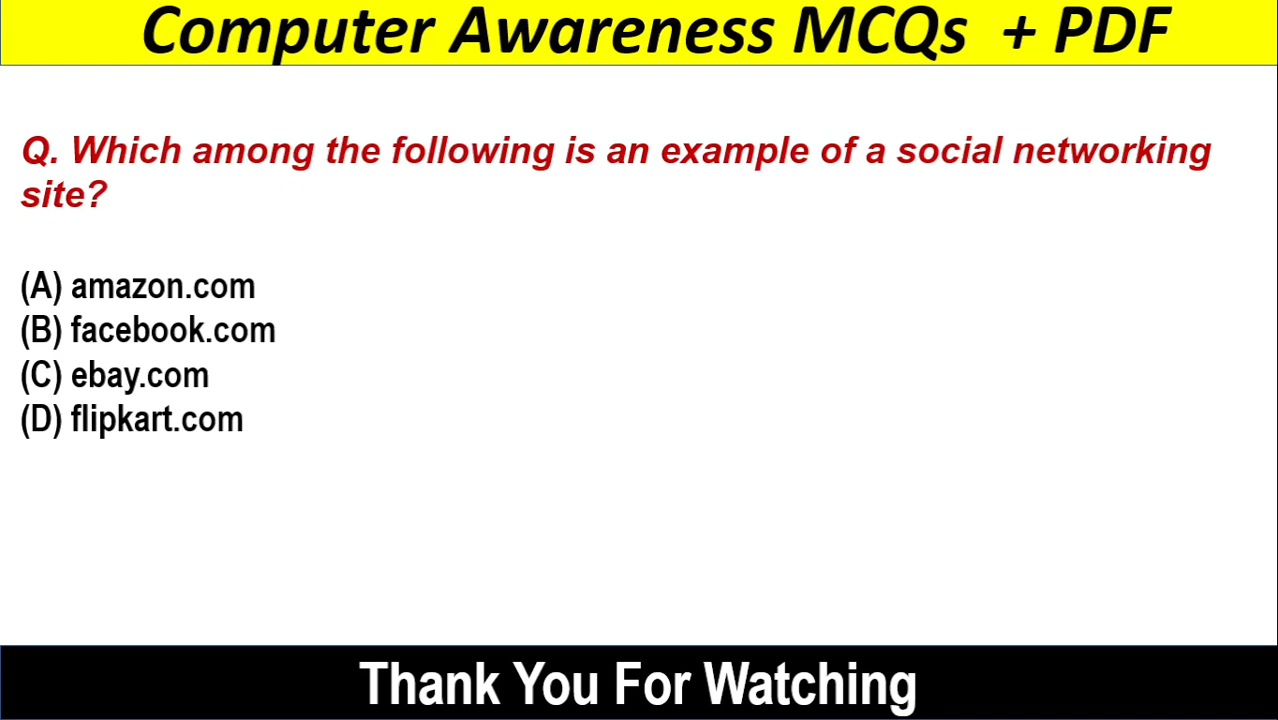 Computer Awareness MCQs + PDF
Q. Which among the following is an example of a social networking
site?
(A) amazon.com
(B) facebook.com
(C) ebay.com
(D) flipkart.com
Thank You For Watching